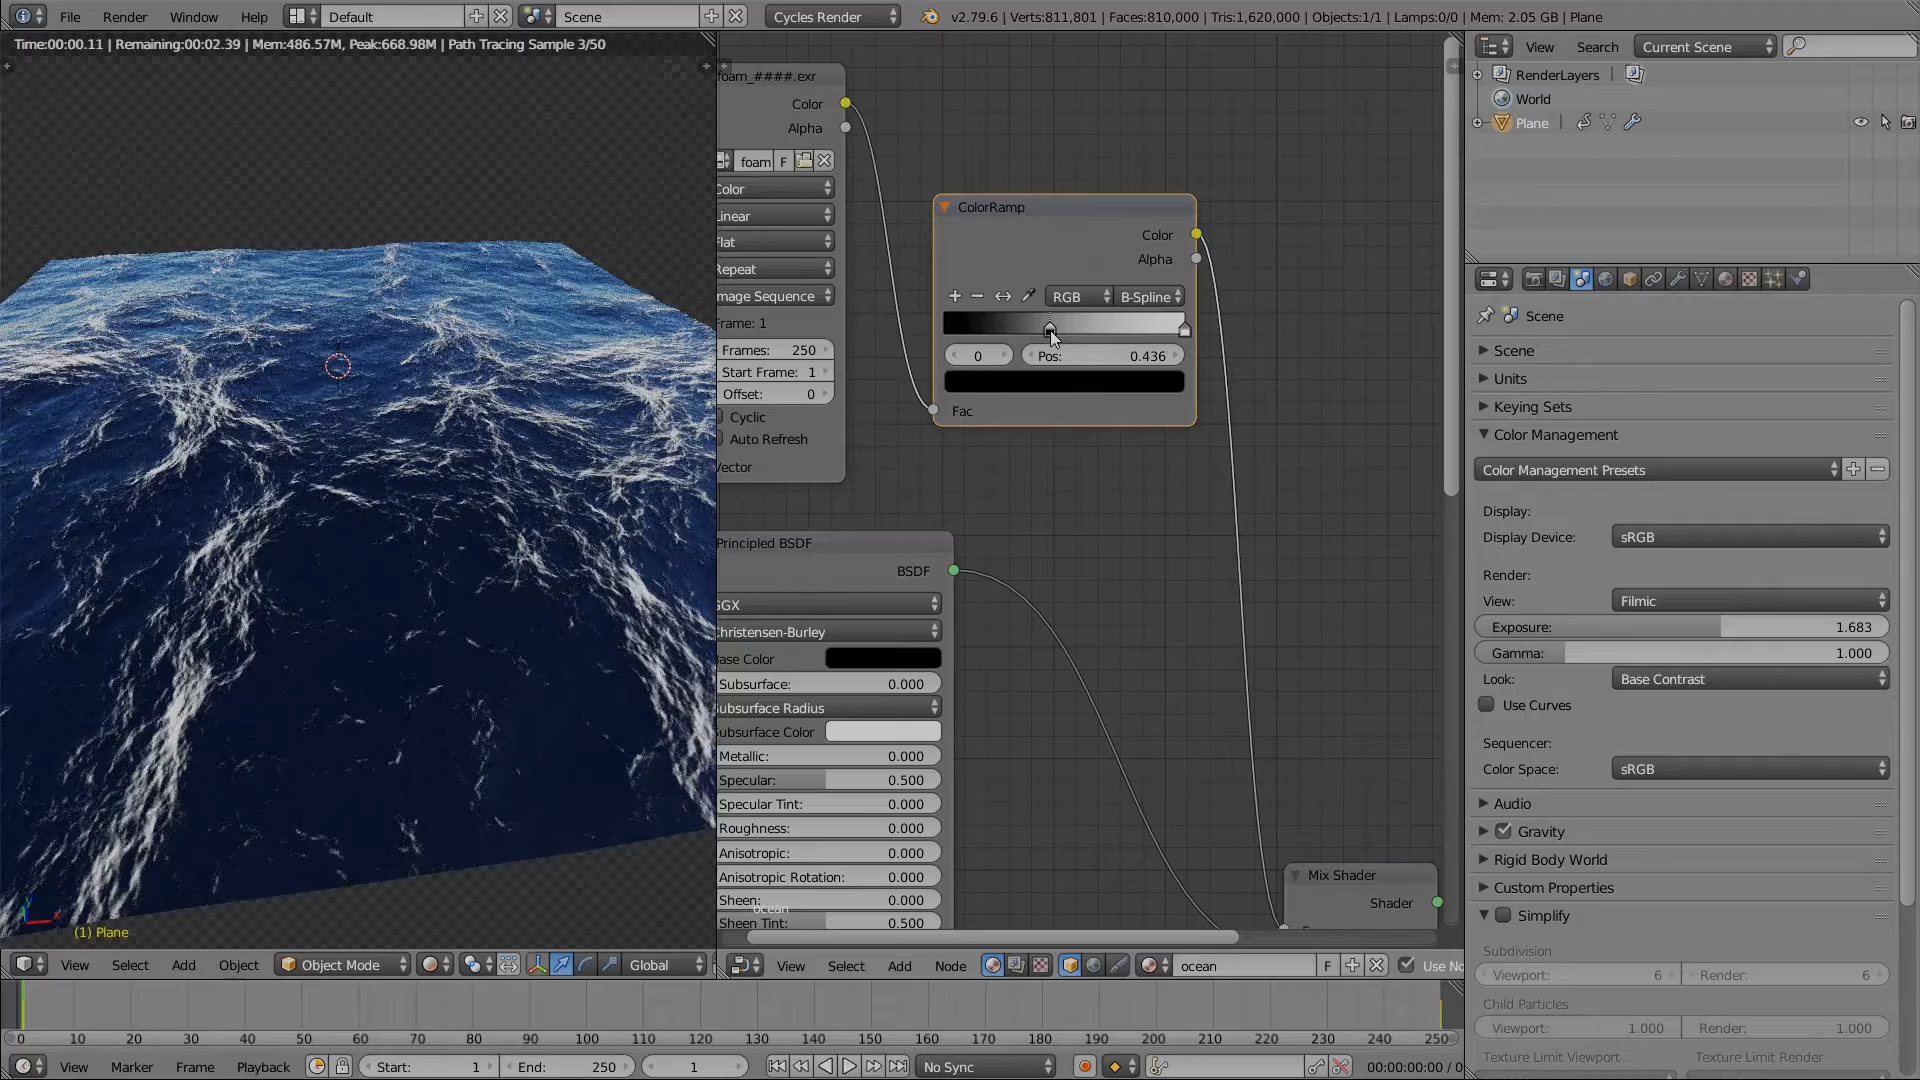 File Render Window Help Default Scene Cycles Render v2.79.6 | Verts:811,801 | Faces:810,000 | Tris:1,620,000 | Objects:1/1 | Lamps:0/0 | Mem: 2.05 GB | Plane
Time:00:00.11 | Remaining:00:02.39 | Mem:486.57M, Peak:668.98M | Path Tracing Sample 3/50
(1) Plane
View Select Add Object Object Mode Global
foam_####.exr
Color
Alpha
foam F
Color
Linear
Flat
Repeat
mage Sequence
Frame: 1
Frames: 250
Start Frame: 1
Offset: 0
Cyclic
Auto Refresh
Vector
ColorRamp
Color
Alpha
RGB B-Spline
0 Pos: 0.436
Fac
Principled BSDF
BSDF
GGX
Christensen-Burley
ase Color
Subsurface: 0.000
ubsurface Radius
ubsurface Color
Metallic: 0.000
Specular: 0.500
Specular Tint: 0.000
Roughness: 0.000
Anisotropic: 0.000
Anisotropic Rotation: 0.000
Sheen: 0.000
ocean
Sheen Tint: 0.500
Mix Shader
Shader
View Select Add Node ocean F Use No
View Search Current Scene
RenderLayers |
World
Plane |
Scene
Scene
Units
Keying Sets
Color Management
Color Management Presets
Display:
Display Device: sRGB
Render:
View: Filmic
Exposure: 1.683
Gamma: 1.000
Look: Base Contrast
Use Curves
Sequencer:
Color Space: sRGB
Audio
Gravity
Rigid Body World
Custom Properties
Simplify
Subdivision
Viewport: 6 Render: 6
Child Particles
Viewport: 1.000 Render: 1.000
Texture Limit Viewport Texture Limit Render
0 10 20 30 40 50 60 70 80 90 100 110 120 130 140 150 160 170 180 190 200 210 220 230 240 250
View Marker Frame Playback Start: 1 End: 250 1 No Sync 00:00:00:00 / 0